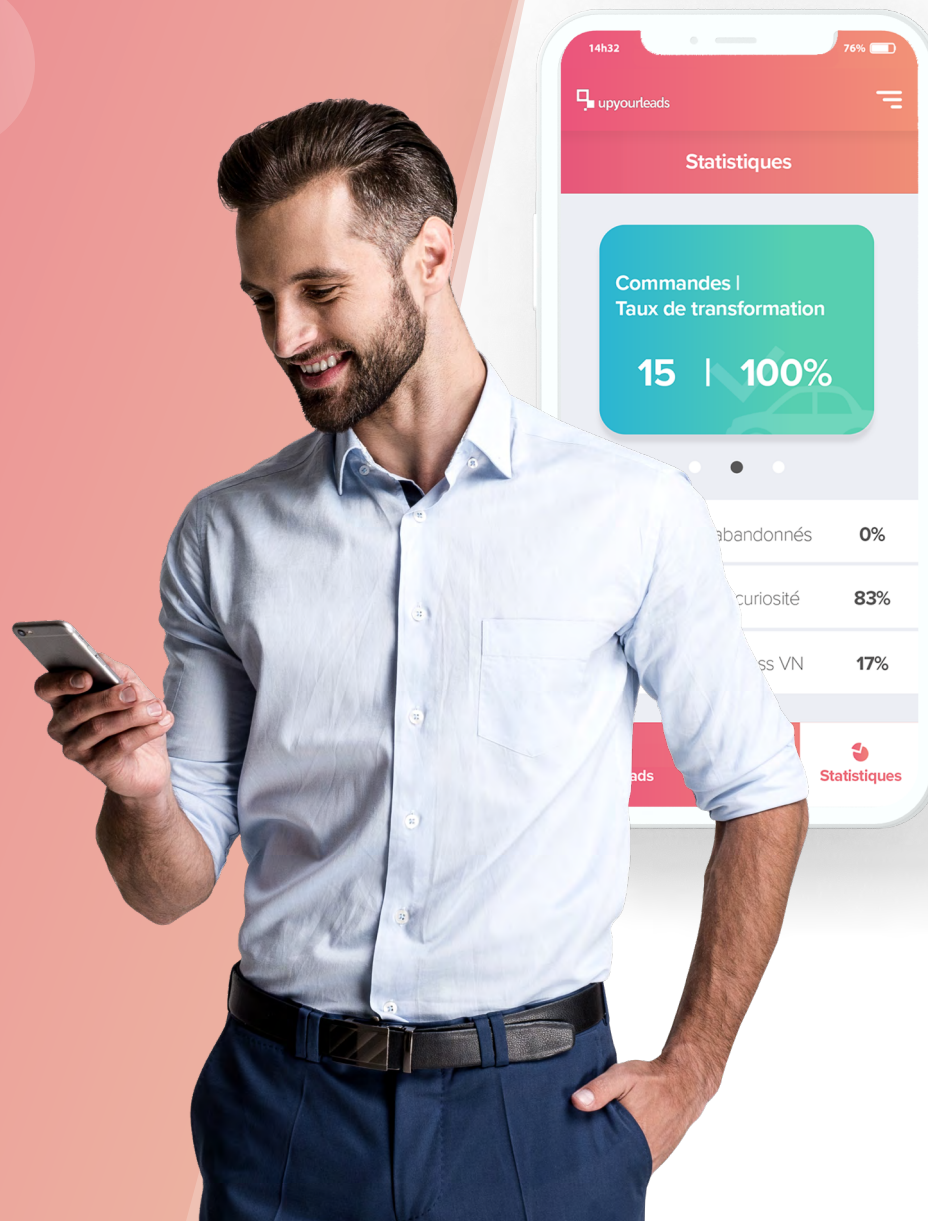 14h32
76%
upyourleads
Statistiques
Commandes |
Taux de transformation
15 | 100%
abandonnés 0%
curiosité 83%
ss VN 17%
ads
Statistiques